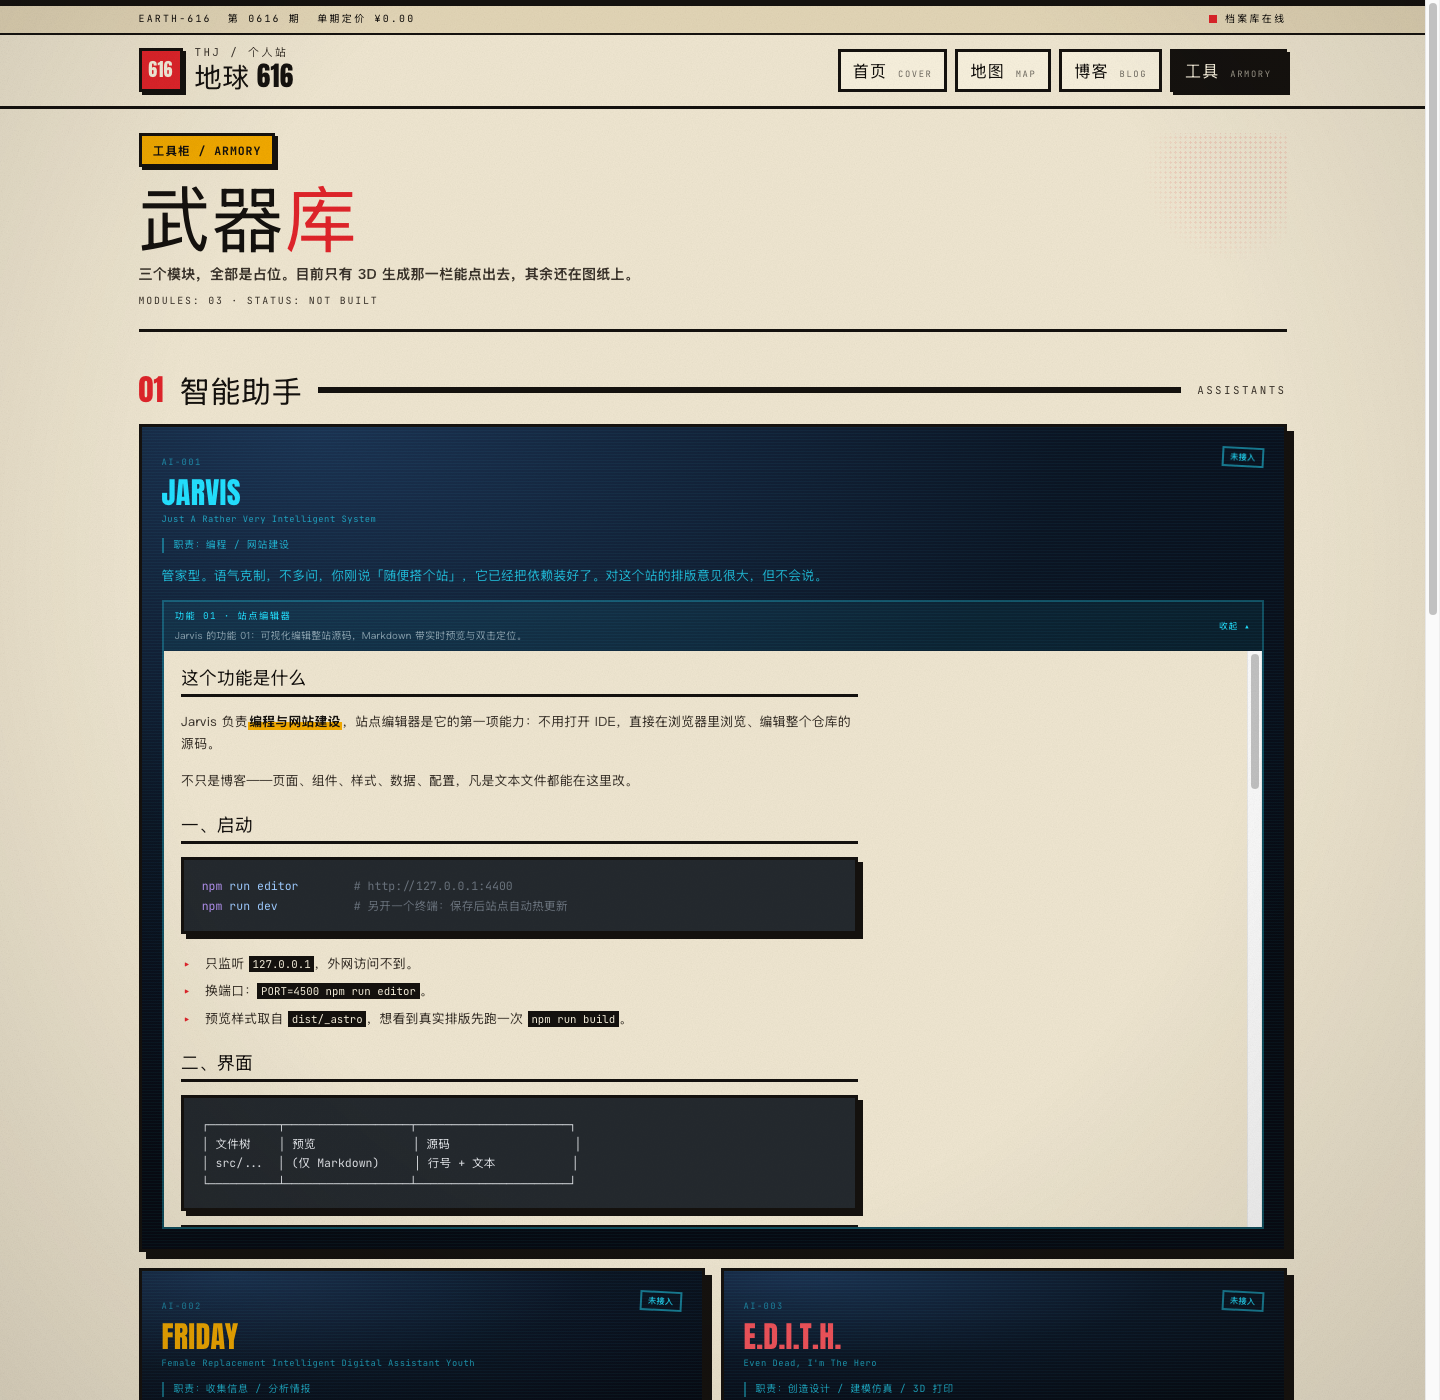 EARTH-616 第 0616 期 单期定价 ¥0.00
档案库在线
616
THJ / 个人站
地球 616
首页 COVER
地图 MAP
博客 BLOG
工具 ARMORY
工具柜 / ARMORY
武器库
三个模块，全部是占位。目前只有 3D 生成那一栏能点出去，其余还在图纸上。
MODULES: 03 · STATUS: NOT BUILT
01 智能助手
ASSISTANTS
AI-001
未接入
JARVIS
Just A Rather Very Intelligent System
职责：编程 / 网站建设
管家型。语气克制，不多问，你刚说「随便搭个站」，它已经把依赖装好了。对这个站的排版意见很大，但不会说。
功能 01 · 站点编辑器
Jarvis 的功能 01：可视化编辑整站源码，Markdown 带实时预览与双击定位。
收起 ▴
这个功能是什么
Jarvis 负责编程与网站建设，站点编辑器是它的第一项能力：不用打开 IDE，直接在浏览器里浏览、编辑整个仓库的
源码。
不只是博客——页面、组件、样式、数据、配置，凡是文本文件都能在这里改。
一、启动
npm run editor # http://127.0.0.1:4400
npm run dev # 另开一个终端：保存后站点自动热更新
▸ 只监听 127.0.0.1，外网访问不到。
▸ 换端口：PORT=4500 npm run editor。
▸ 预览样式取自 dist/_astro，想看到真实排版先跑一次 npm run build。
二、界面
│ 文件树 │ 预览 │ 源码 │
│ src/... │ (仅 Markdown) │ 行号 + 文本 │
AI-002
未接入
FRIDAY
Female Replacement Intelligent Digital Assistant Youth
职责：收集信息 / 分析情报
AI-003
未接入
E.D.I.T.H.
Even Dead, I'm The Hero
职责：创造设计 / 建模仿真 / 3D 打印